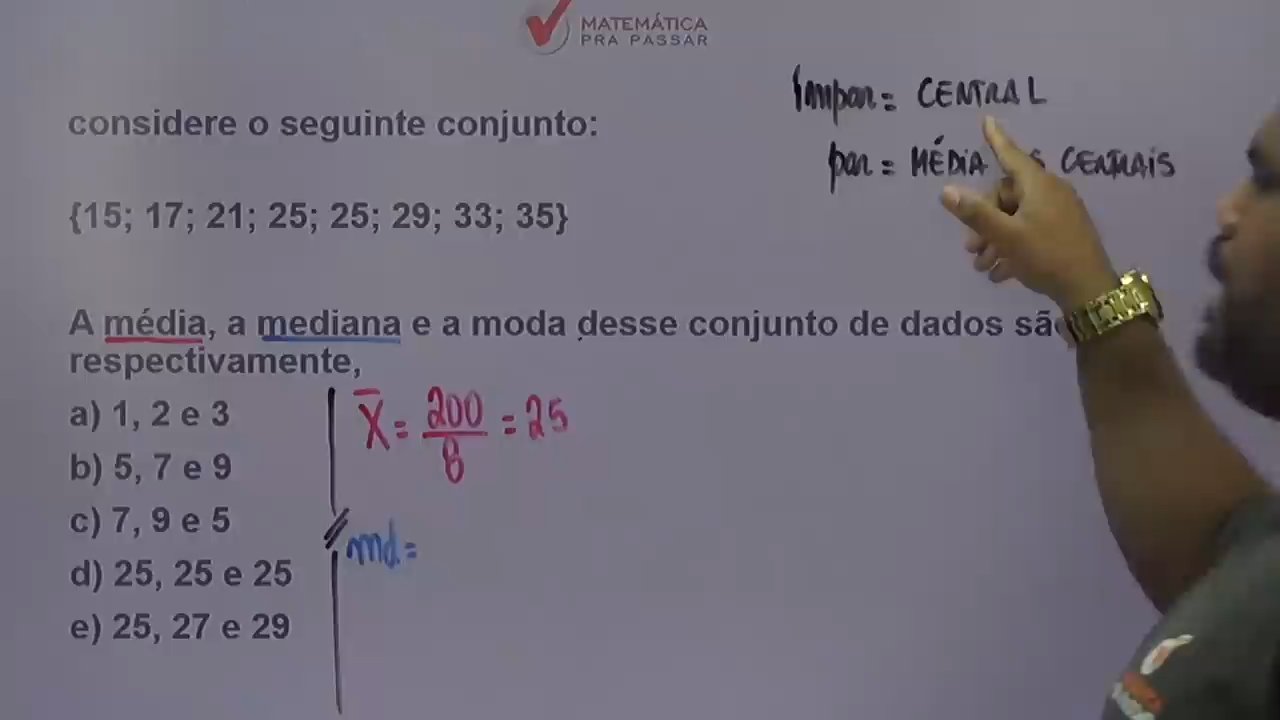 MATEMÁTICA
PRA PASSAR
Ímpar = CENTRAL
par = MÉDIA CENTRAIS
considere o seguinte conjunto:
{15; 17; 21; 25; 25; 29; 33; 35}
A média, a mediana e a moda desse conjunto de dados são
respectivamente,
a) 1, 2 e 3
b) 5, 7 e 9
c) 7, 9 e 5
d) 25, 25 e 25
e) 25, 27 e 29
X̄ = 200/8 = 25
md =